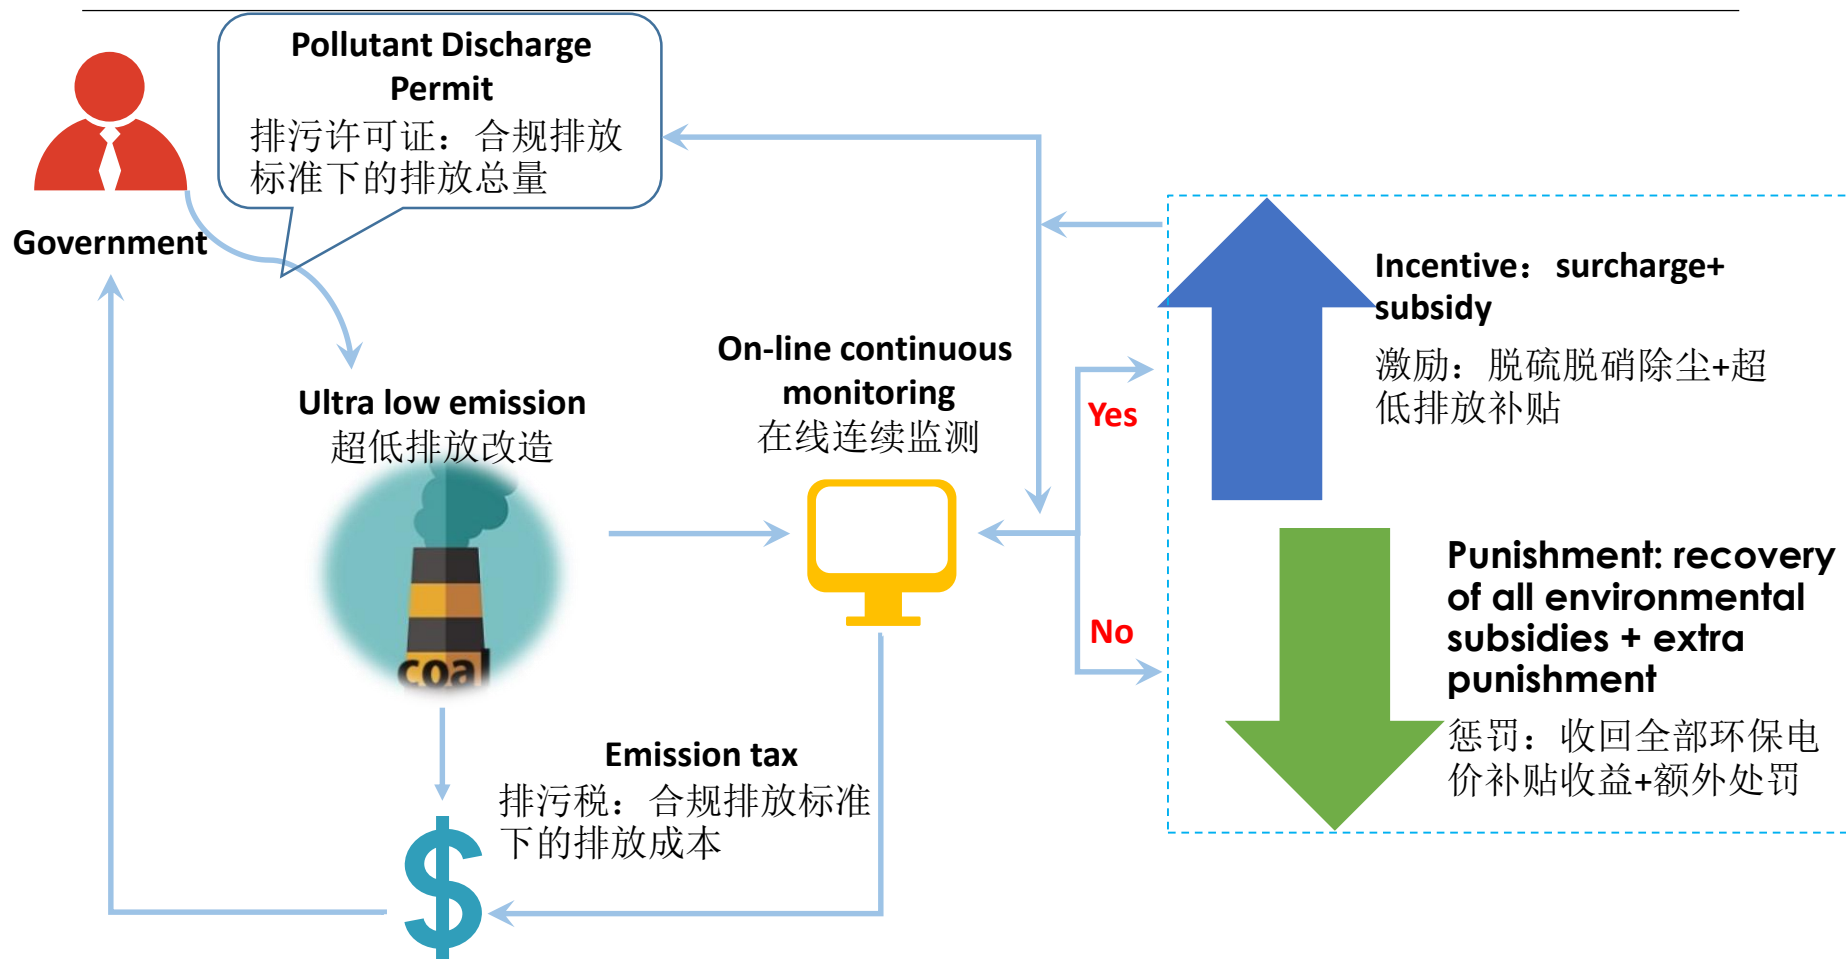 Pollutant Discharge
Permit
排污许可证：合规排放
标准下的排放总量
Government
Ultra low emission
超低排放改造
coal
On-line continuous
monitoring
在线连续监测
Yes
No
Incentive：surcharge+
subsidy
激励：脱硫脱硝除尘+超
低排放补贴
Punishment: recovery
of all environmental
subsidies + extra
punishment
惩罚：收回全部环保电
价补贴收益+额外处罚
Emission tax
排污税：合规排放标准
下的排放成本
$